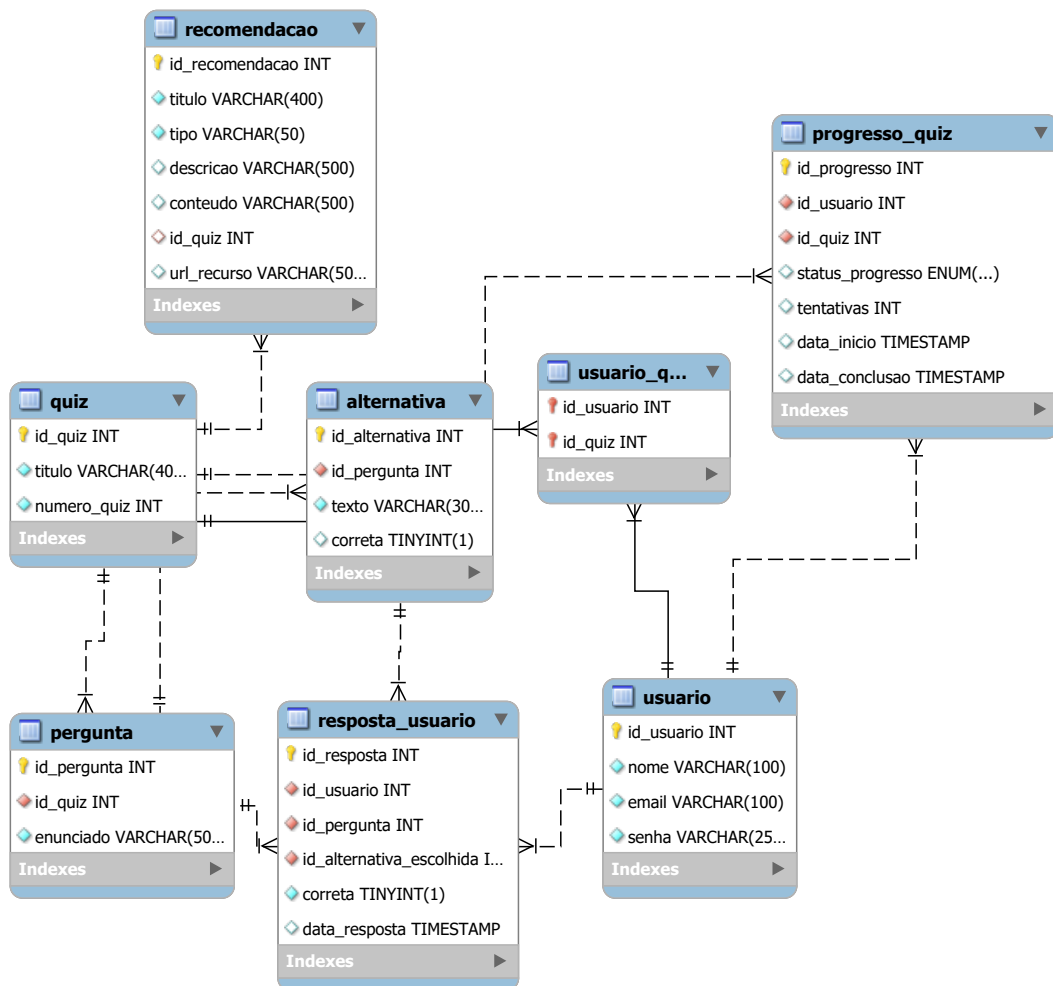 recomendacao
id_recomendacao INT
titulo VARCHAR(400)
tipo VARCHAR(50)
descricao VARCHAR(500)
conteudo VARCHAR(500)
id_quiz INT
url_recurso VARCHAR(50...
Indexes
progresso_quiz
id_progresso INT
id_usuario INT
id_quiz INT
status_progresso ENUM(...)
tentativas INT
data_inicio TIMESTAMP
data_conclusao TIMESTAMP
Indexes
quiz
id_quiz INT
titulo VARCHAR(40...
numero_quiz INT
Indexes
alternativa
id_alternativa INT
id_pergunta INT
texto VARCHAR(30...
correta TINYINT(1)
Indexes
usuario_q...
id_usuario INT
id_quiz INT
Indexes
pergunta
id_pergunta INT
id_quiz INT
enunciado VARCHAR(50...
Indexes
resposta_usuario
id_resposta INT
id_usuario INT
id_pergunta INT
id_alternativa_escolhida I...
correta TINYINT(1)
data_resposta TIMESTAMP
Indexes
usuario
id_usuario INT
nome VARCHAR(100)
email VARCHAR(100)
senha VARCHAR(25...
Indexes